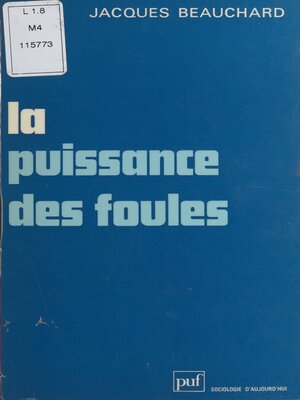 L 1.8
M4
115773
JACQUES BEAUCHARD
la
puissance
des foules
puf
SOCIOLOGIE D'AUJOURD'HUI